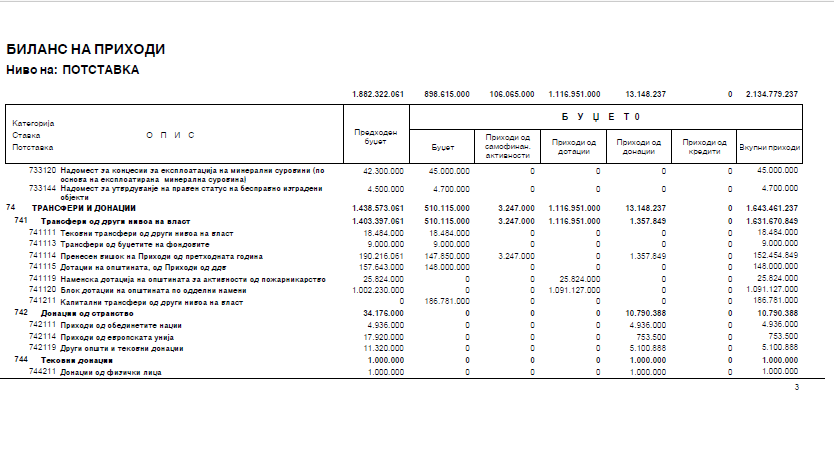 БИЛАНС НА ПРИХОДИ
Ниво на: ПОТСТАВКА
1.882.322.061 898.615.000 106.065.000 1.116.951.000 13.148.237 0 2.134.779.237
Категорија
Ставка
Потставка
О П И С
Предходен
буџет
Б У Џ Е Т О
Буџет
Приходи од
самофинан.
активности
Приходи од
дотации
Приходи од
донации
Приходи од
кредити
Вкупни приходи
733120 Надомест за концесии за експлоатација на минерални суровини (по 42.300.000 45.000.000 0 0 0 0 45.000.000
основа на експлоатирана минерална суровина)
733144 Надомест за утврдување на правен статус на бесправно изградени 4.500.000 4.700.000 0 0 0 0 4.700.000
објекти
74 ТРАНСФЕРИ И ДОНАЦИИ 1.438.573.061 510.115.000 3.247.000 1.116.951.000 13.148.237 0 1.643.461.237
741 Трансфери од други нивоа на власт 1.403.397.061 510.115.000 3.247.000 1.116.951.000 1.357.849 0 1.631.670.849
741111 Тековни трансфери од други нивоа на власт 18.484.000 18.484.000 0 0 0 0 18.484.000
741113 Трансфери од буџетите на фондовите 9.000.000 9.000.000 0 0 0 0 9.000.000
741114 Пренесен вишок на Приходи од претходната година 190.216.061 147.850.000 3.247.000 0 1.357.849 0 152.454.849
741115 Дотации на општината, од Приходи од ддв 157.643.000 148.000.000 0 0 0 0 148.000.000
741119 Наменска дотација на општината за активности од пожарникарство 25.824.000 0 0 25.824.000 0 0 25.824.000
741120 Блок дотации на општината по одделни намени 1.002.230.000 0 0 1.091.127.000 0 0 1.091.127.000
741211 Капитални трансфери од други нивоа на власт 0 186.781.000 0 0 0 0 186.781.000
742 Донации од странство 34.176.000 0 0 0 10.790.388 0 10.790.388
742111 Приходи од обединетите нации 4.936.000 0 0 0 4.936.000 0 4.936.000
742114 Приходи од европската унија 17.920.000 0 0 0 753.500 0 753.500
742119 Други општи и тековни донации 11.320.000 0 0 0 5.100.888 0 5.100.888
744 Тековни донации 1.000.000 0 0 0 1.000.000 0 1.000.000
744211 Донации од физички лица 1.000.000 0 0 0 1.000.000 0 1.000.000
3